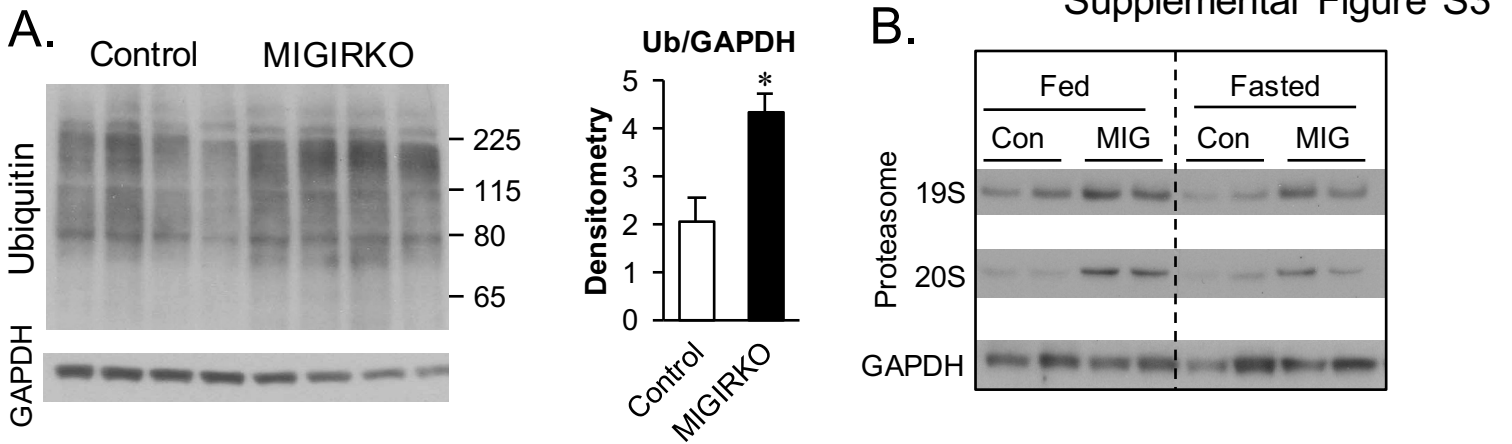 Supplemental Figure S3
A.
Control MIGIRKO
Ubiquitin
225
115
80
65
GAPDH
Ub/GAPDH
Densitometry
5
4
3
2
1
0
*
Control
MIGIRKO
B.
Fed Fasted
Con MIG Con MIG
Proteasome
19S
20S
GAPDH